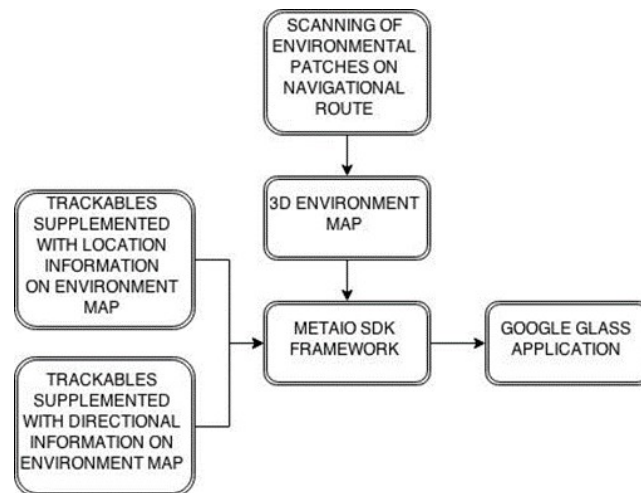 SCANNING OF
ENVIRONMENTAL
PATCHES ON
NAVIGATIONAL
ROUTE
TRACKABLES
SUPPLEMENTED
WITH LOCATION
INFORMATION
ON ENVIRONMENT
MAP
3D ENVIRONMENT
MAP
METAIO SDK
FRAMEWORK
GOOGLE GLASS
APPLICATION
TRACKABLES
SUPPLEMENTED
WITH DIRECTIONAL
INFORMATION ON
ENVIRONMENT MAP